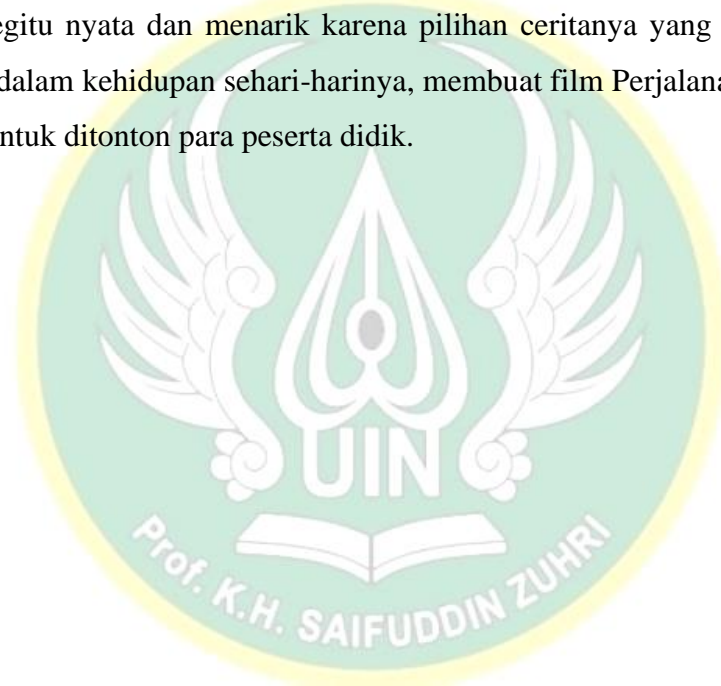 egitu nyata dan menarik karena pilihan ceritanya yang
dalam kehidupan sehari-harinya, membuat film Perjalana
ntuk ditonton para peserta didik.
UIN
Prof. K.H. SAIFUDDIN ZUHRI